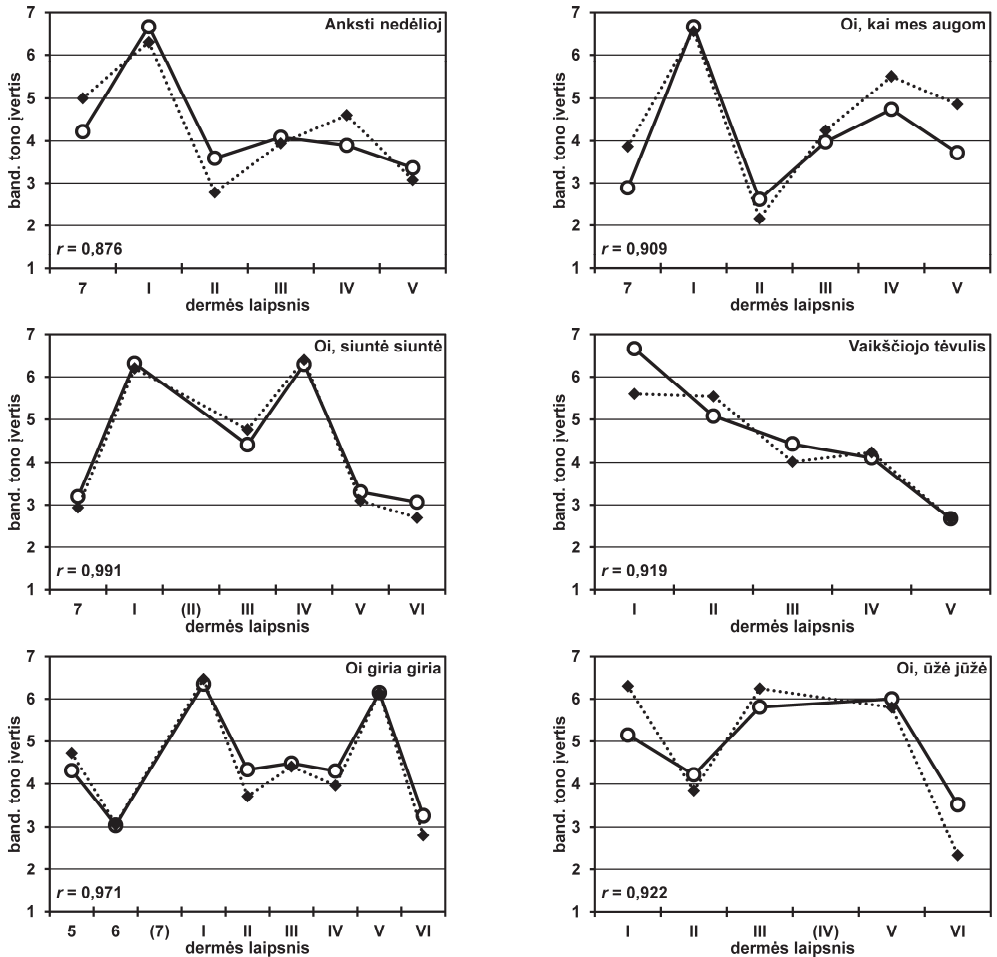 Anksti nedėlioj
band. tono įvertis
7
6
5
4
3
2
1
r = 0,876
7 I II III IV V
dermės laipsnis
Oi, kai mes augom
band. tono įvertis
7
6
5
4
3
2
1
r = 0,909
7 I II III IV V
dermės laipsnis
Oi, siuntė siuntė
band. tono įvertis
7
6
5
4
3
2
1
r = 0,991
7 I (II) III IV V VI
dermės laipsnis
Vaikščiojo tėvulis
band. tono įvertis
7
6
5
4
3
2
1
r = 0,919
I II III IV V
dermės laipsnis
Oi giria giria
band. tono įvertis
7
6
5
4
3
2
1
r = 0,971
5 6 (7) I II III IV V VI
dermės laipsnis
Oi, ūžė jūžė
band. tono įvertis
7
6
5
4
3
2
1
r = 0,922
I II III (IV) V VI
dermės laipsnis